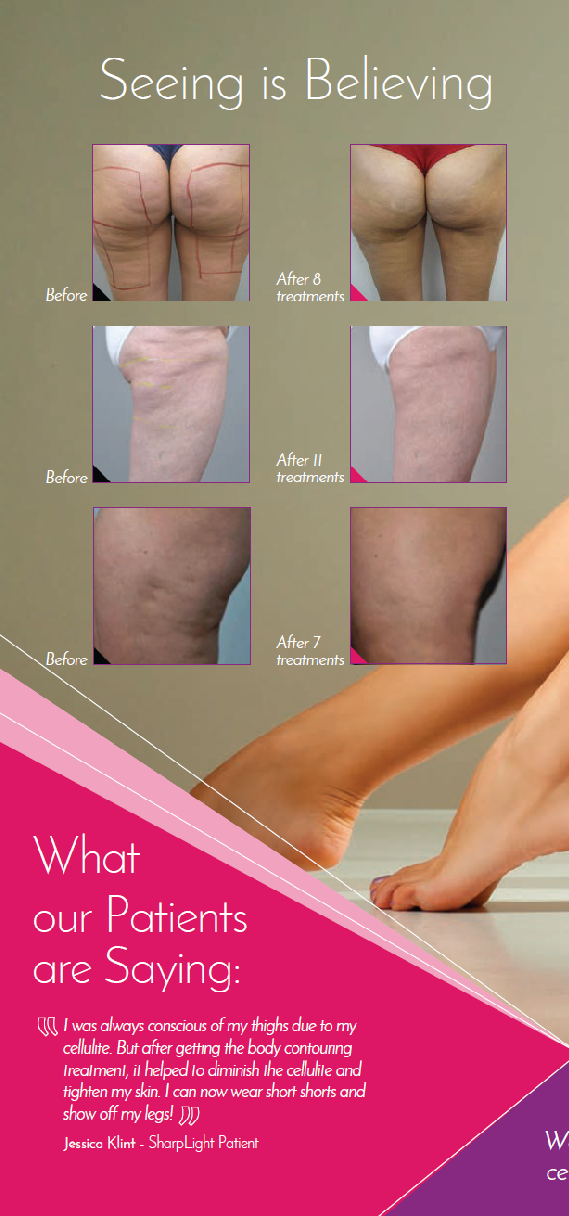 Seeing is Believing
Before
After 8
treatments
Before
After 11
treatments
Before
After 7
treatments
What
our Patients
are Saying:
I was always conscious of my thighs due to my
cellulite. But after getting the body contouring
treatment, it helped to diminish the cellulite and
tighten my skin. I can now wear short shorts and
show off my legs!
Jessica Klint - SharpLight Patient